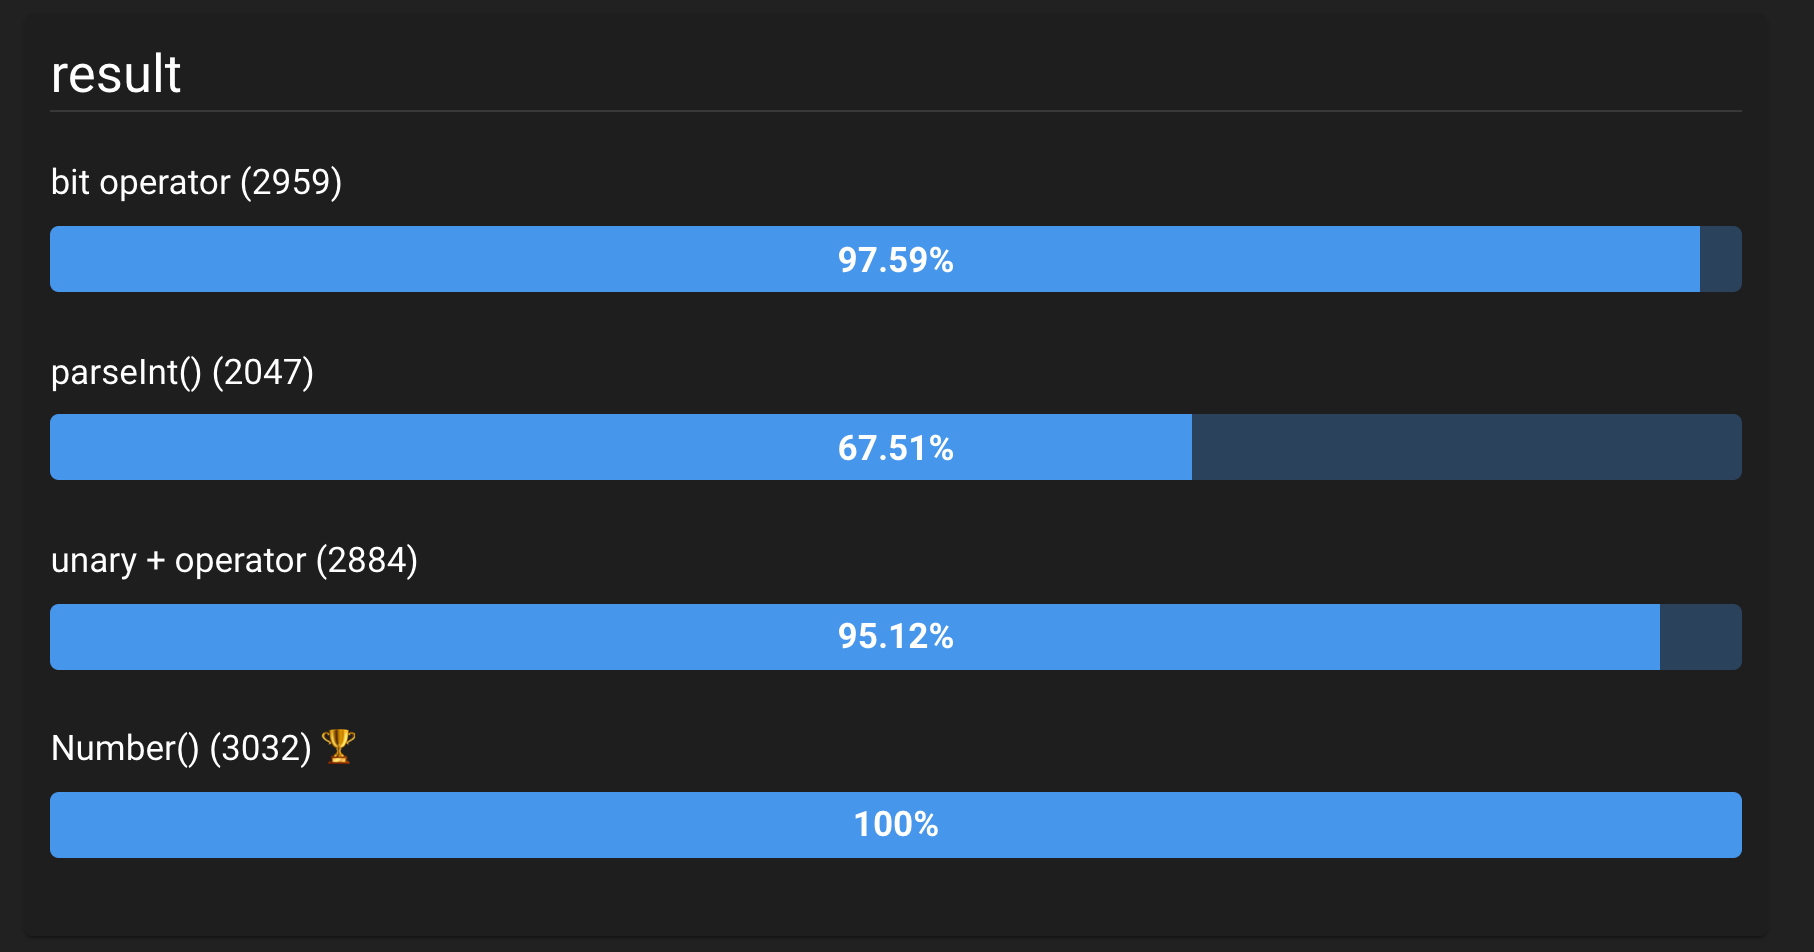 result
bit operator (2959)
97.59%
parseInt() (2047)
67.51%
unary + operator (2884)
95.12%
Number() (3032) 🏆
100%